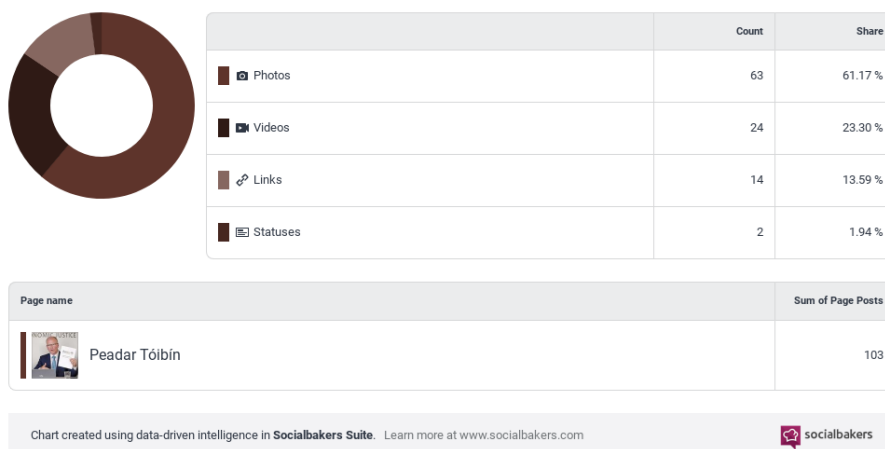 Count Share
Photos 63 61.17 %
Videos 24 23.30 %
Links 14 13.59 %
Statuses 2 1.94 %
Page name Sum of Page Posts
NOMIC JUSTICE
Peadar Tóibín 103
Chart created using data-driven intelligence in Socialbakers Suite. Learn more at www.socialbakers.com socialbakers